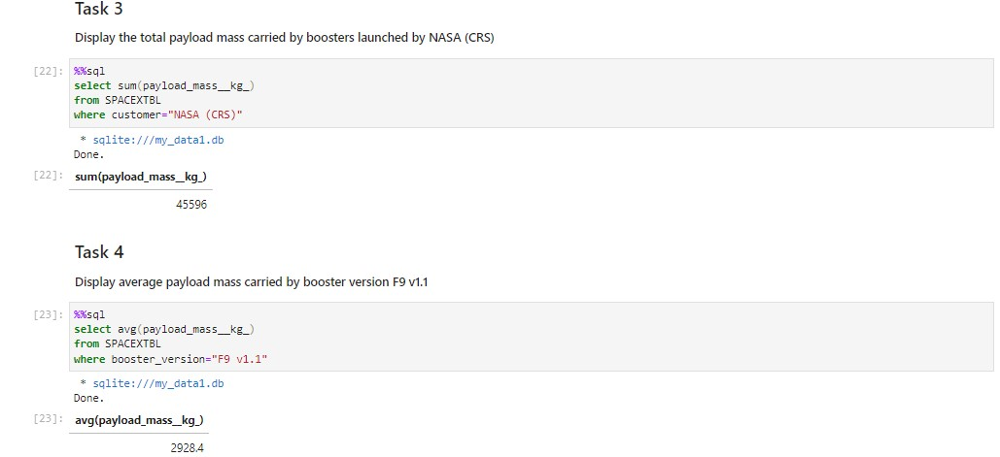 Task 3
Display the total payload mass carried by boosters launched by NASA (CRS)
[22]: %%sql
select sum(payload_mass__kg_)
from SPACEXTBL
where customer="NASA (CRS)"
* sqlite:///my_data1.db
Done.
[22]: sum(payload_mass__kg_)
45596
Task 4
Display average payload mass carried by booster version F9 v1.1
[23]: %%sql
select avg(payload_mass__kg_)
from SPACEXTBL
where booster_version="F9 v1.1"
* sqlite:///my_data1.db
Done.
[23]: avg(payload_mass__kg_)
2928.4